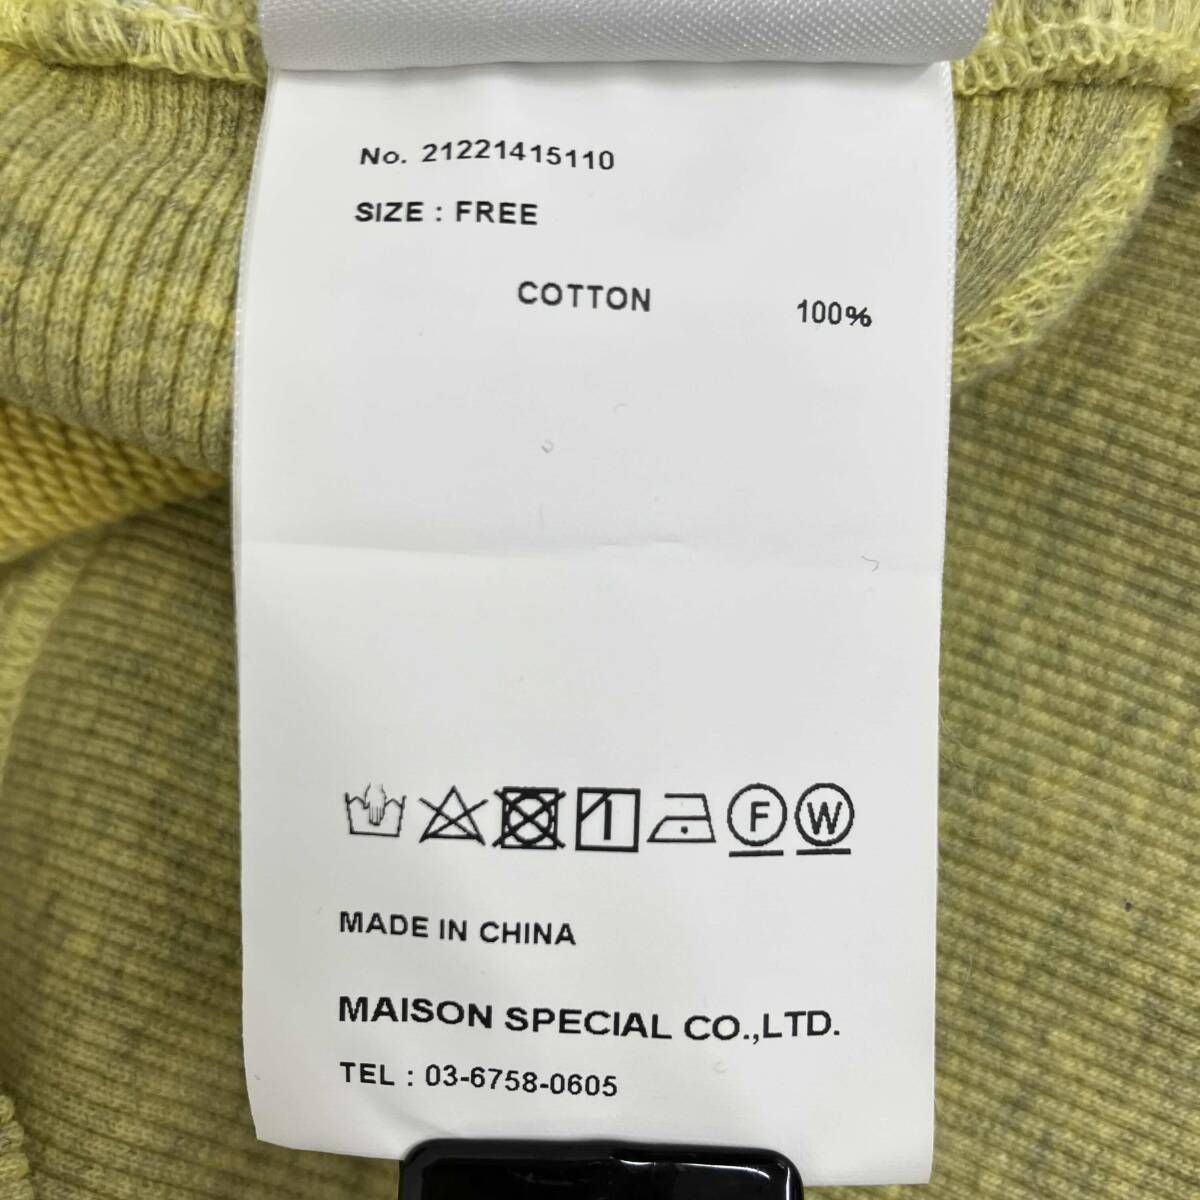 No. 21221415110
SIZE : FREE
COTTON 100%
F W
MADE IN CHINA
MAISON SPECIAL CO.,LTD.
TEL : 03-6758-0605